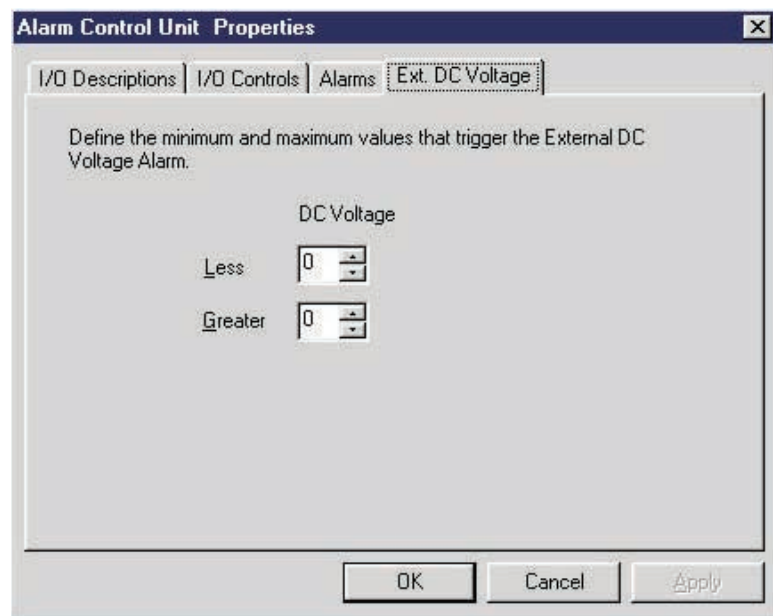 Alarm Control Unit  Properties
I/O Descriptions I/O Controls Alarms Ext. DC Voltage
Define the minimum and maximum values that trigger the External DC
Voltage Alarm.
DC Voltage
Less 0
Greater 0
OK Cancel Apply